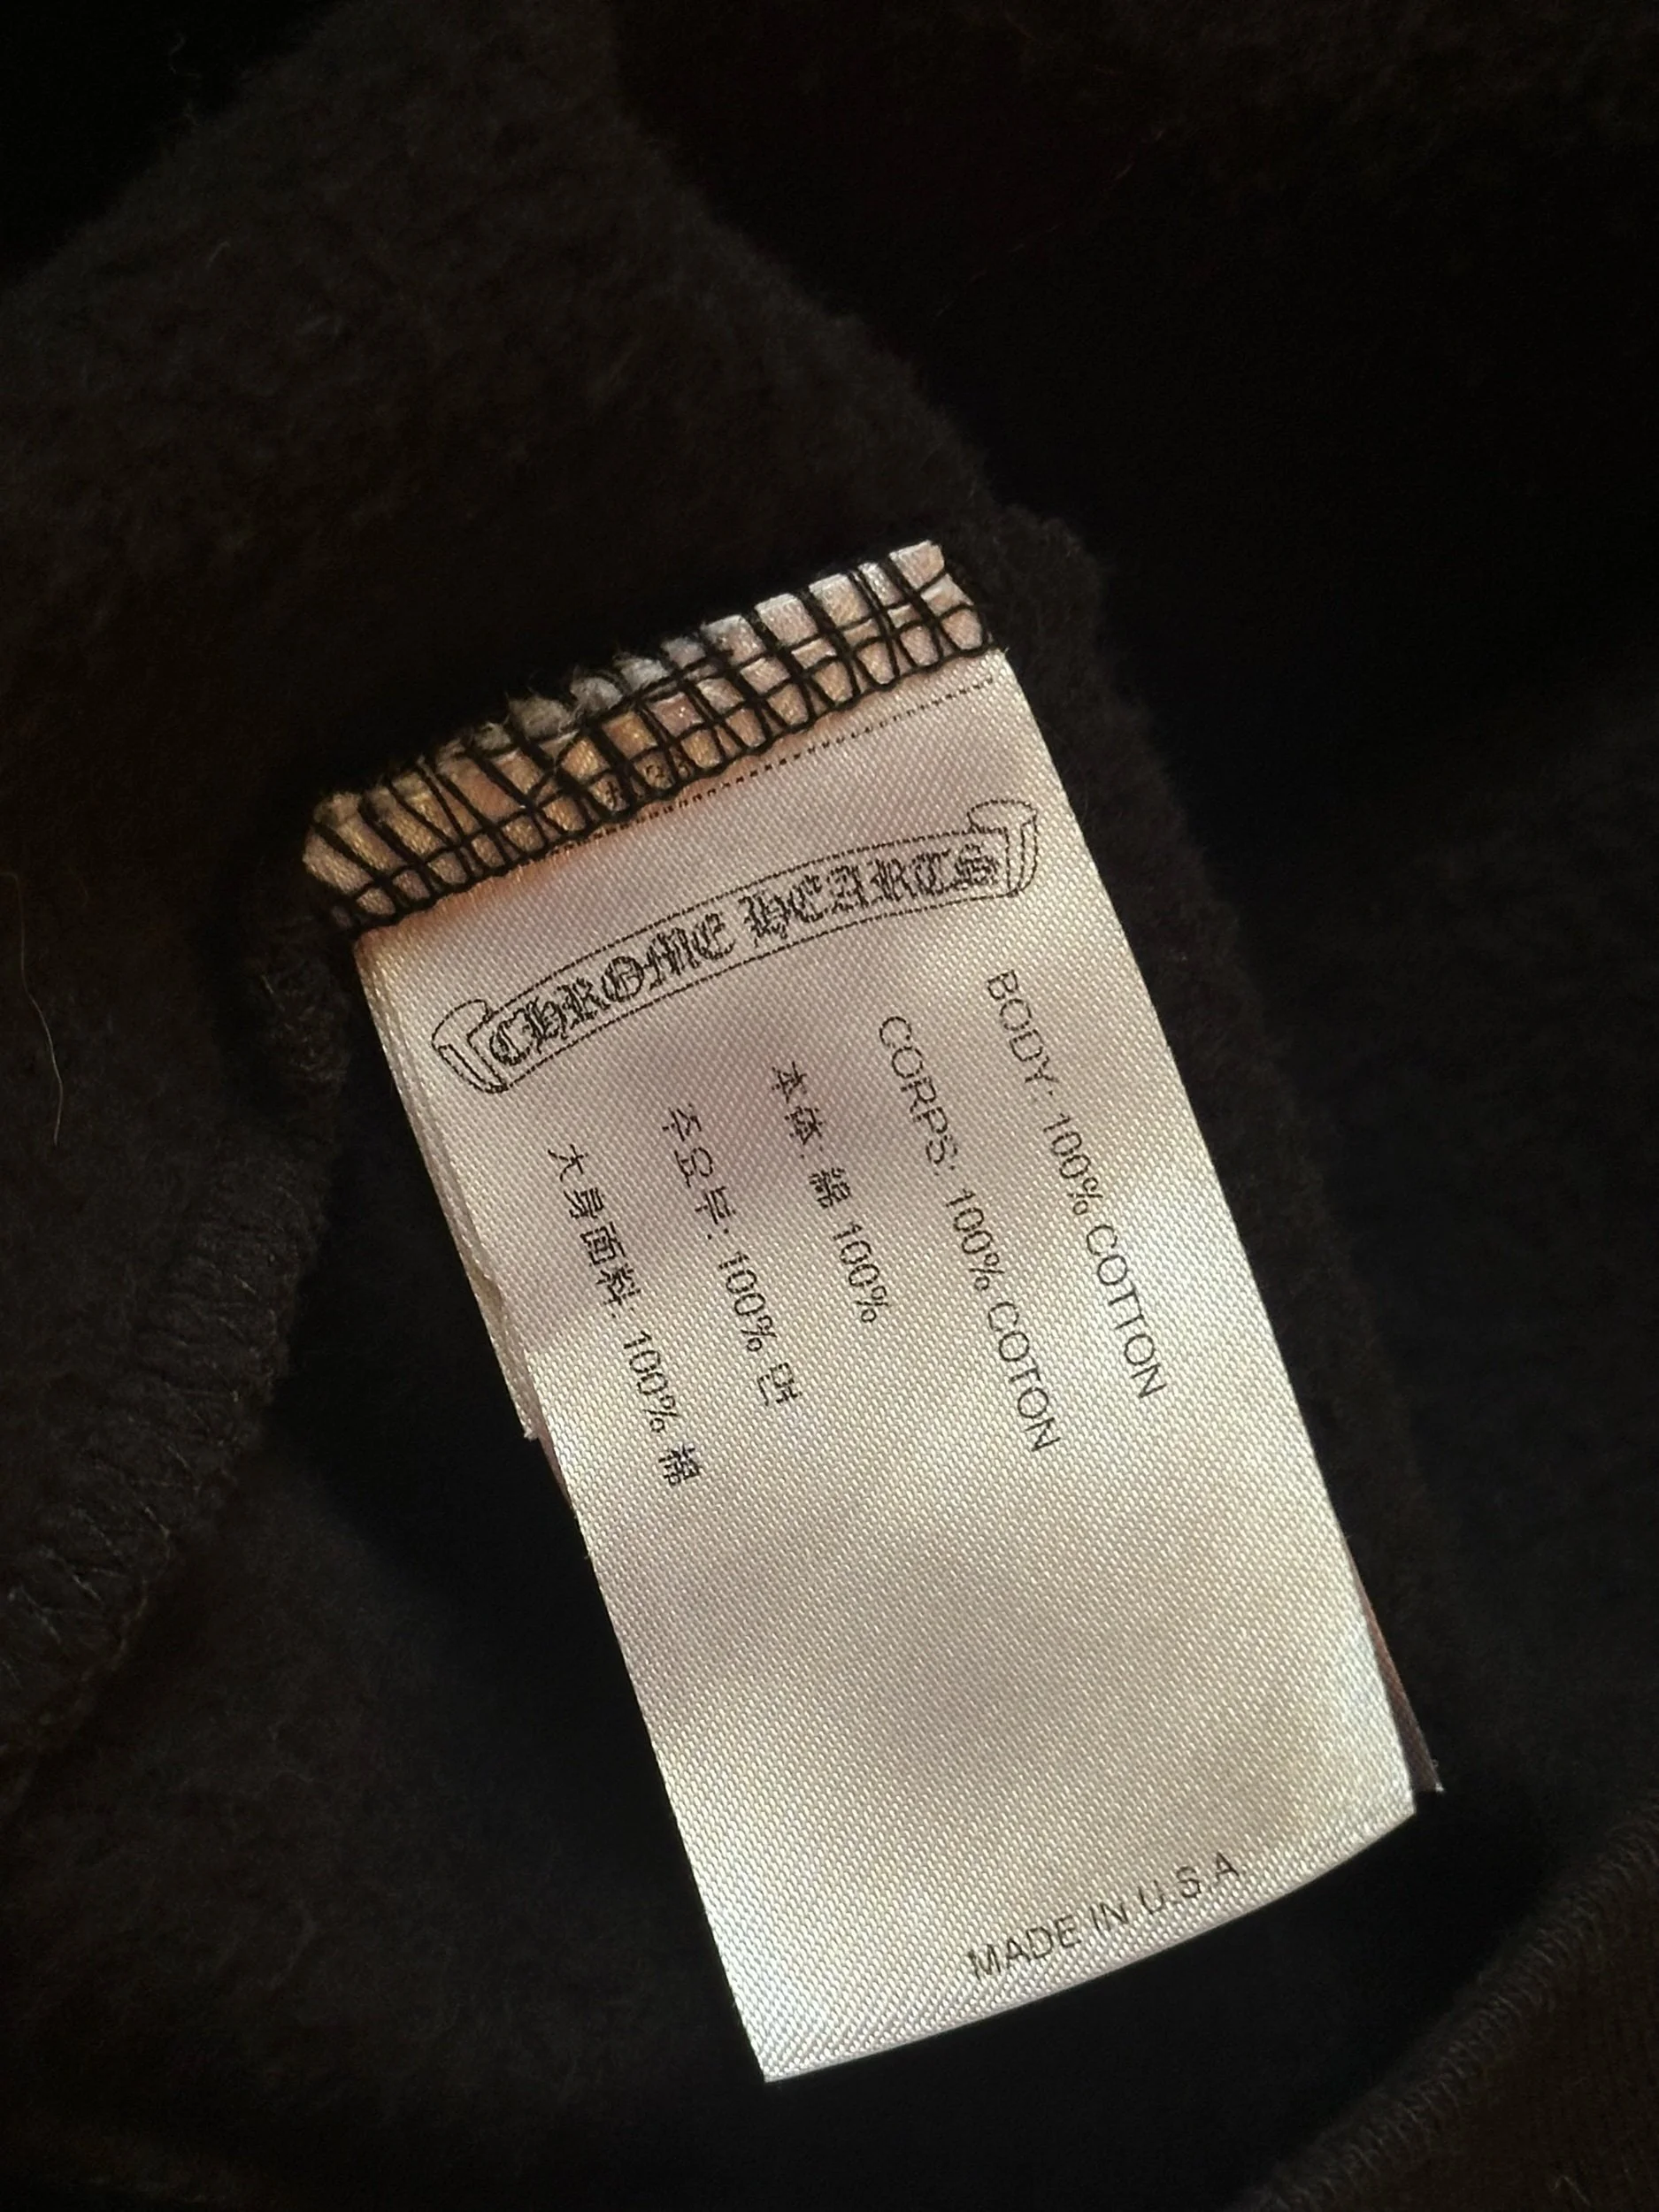 CHROME HEARTS
BODY: 100% COTTON
CORPS: 100% COTON
本体: 綿 100%
주요부: 100% 면
大身面料: 100% 棉
MADE IN U.S.A